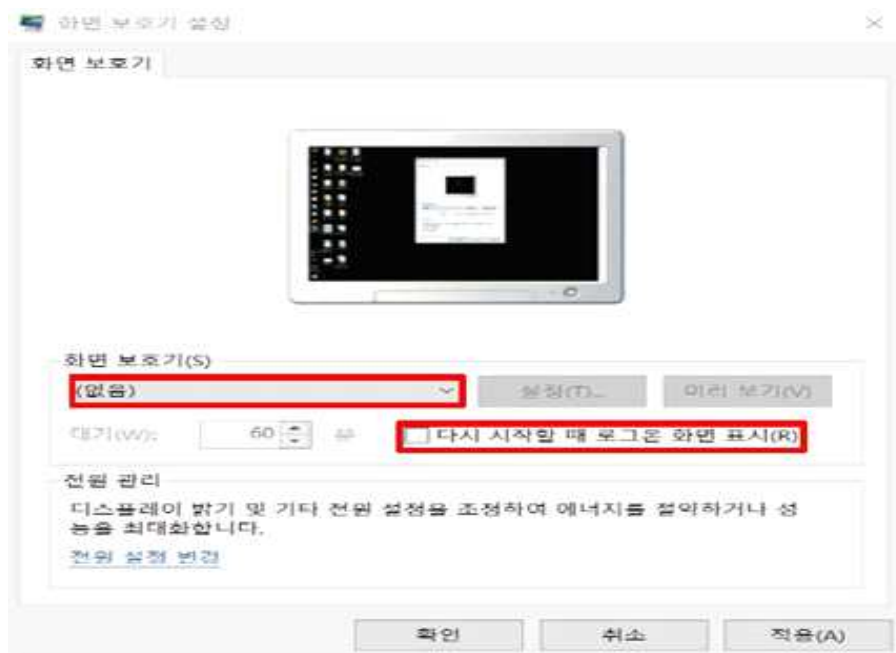 화면 보호기 설정
화면 보호기
화면 보호기(S)
(없음)
설정(T)...
미리 보기(V)
대기(W):
60
분
다시 시작할 때 로그온 화면 표시(R)
전원 관리
디스플레이 밝기 및 기타 전원 설정을 조정하여 에너지를 절약하거나 성
능을 최대화합니다.
전원 설정 변경
확인
취소
적용(A)